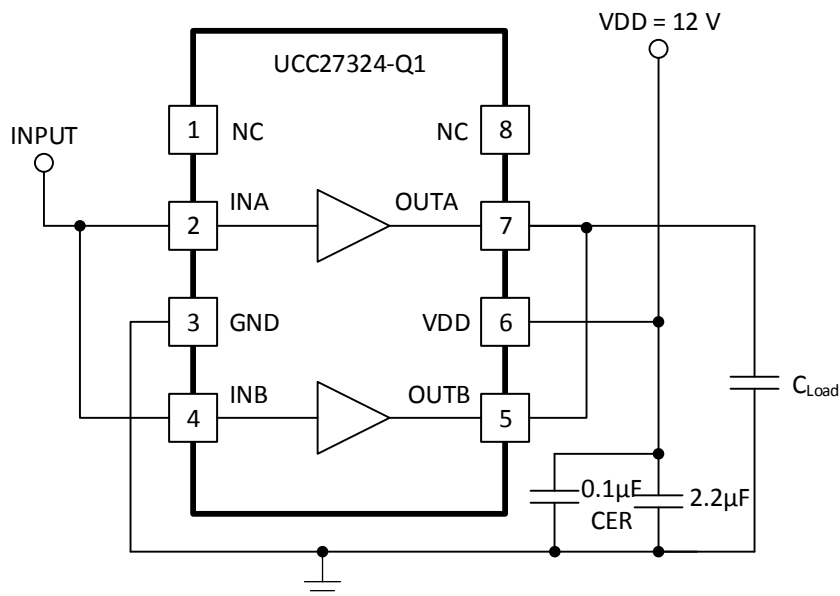 VDD = 12 V
UCC27324-Q1
INPUT
1 NC
NC 8
2 INA
OUTA 7
3 GND
VDD 6
4 INB
OUTB 5
CLoad
0.1µF
CER
2.2µF